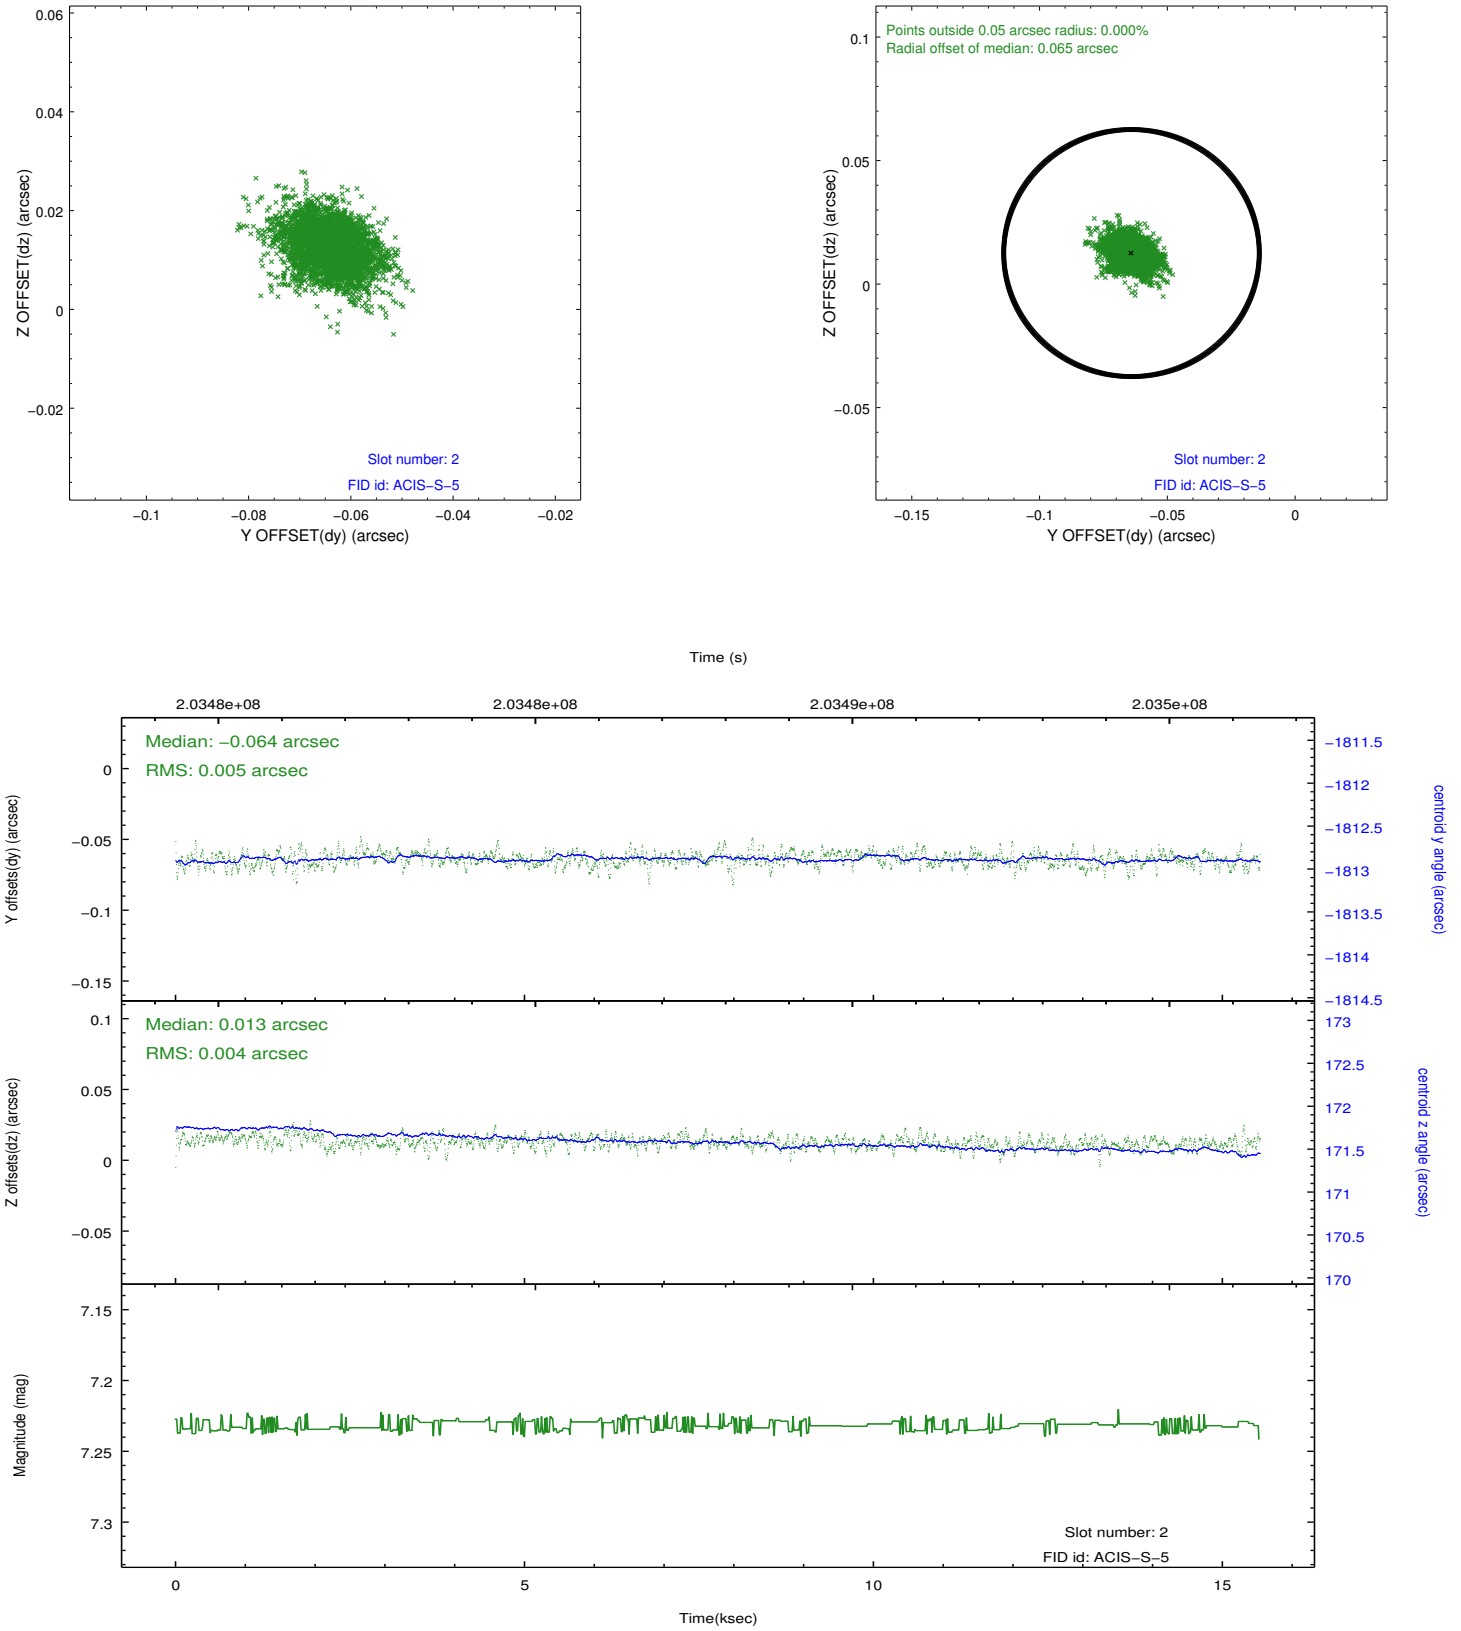 0.06
0.04
0.02
0
−0.02
Z OFFSET(dz) (arcsec)
Slot number: 2
FID id: ACIS−S−5
−0.1
−0.08
−0.06
−0.04
−0.02
Y OFFSET(dy) (arcsec)
Points outside 0.05 arcsec radius: 0.000%
Radial offset of median: 0.065 arcsec
0.1
0.05
0
−0.05
Z OFFSET(dz) (arcsec)
Slot number: 2
FID id: ACIS−S−5
−0.15
−0.1
−0.05
0
Y OFFSET(dy) (arcsec)
Time (s)
2.0348e+08
2.0348e+08
2.0349e+08
2.035e+08
Median: −0.064 arcsec
RMS: 0.005 arcsec
0
−0.05
−0.1
−0.15
Y offsets(dy) (arcsec)
−1811.5
−1812
−1812.5
−1813
−1813.5
−1814
−1814.5
centroid y angle (arcsec)
Median: 0.013 arcsec
RMS: 0.004 arcsec
0.1
0.05
0
−0.05
Z offsets(dz) (arcsec)
173
172.5
172
171.5
171
170.5
170
centroid z angle (arcsec)
7.15
7.2
7.25
7.3
Magnitude (mag)
Slot number: 2
FID id: ACIS−S−5
0
5
10
15
Time(ksec)